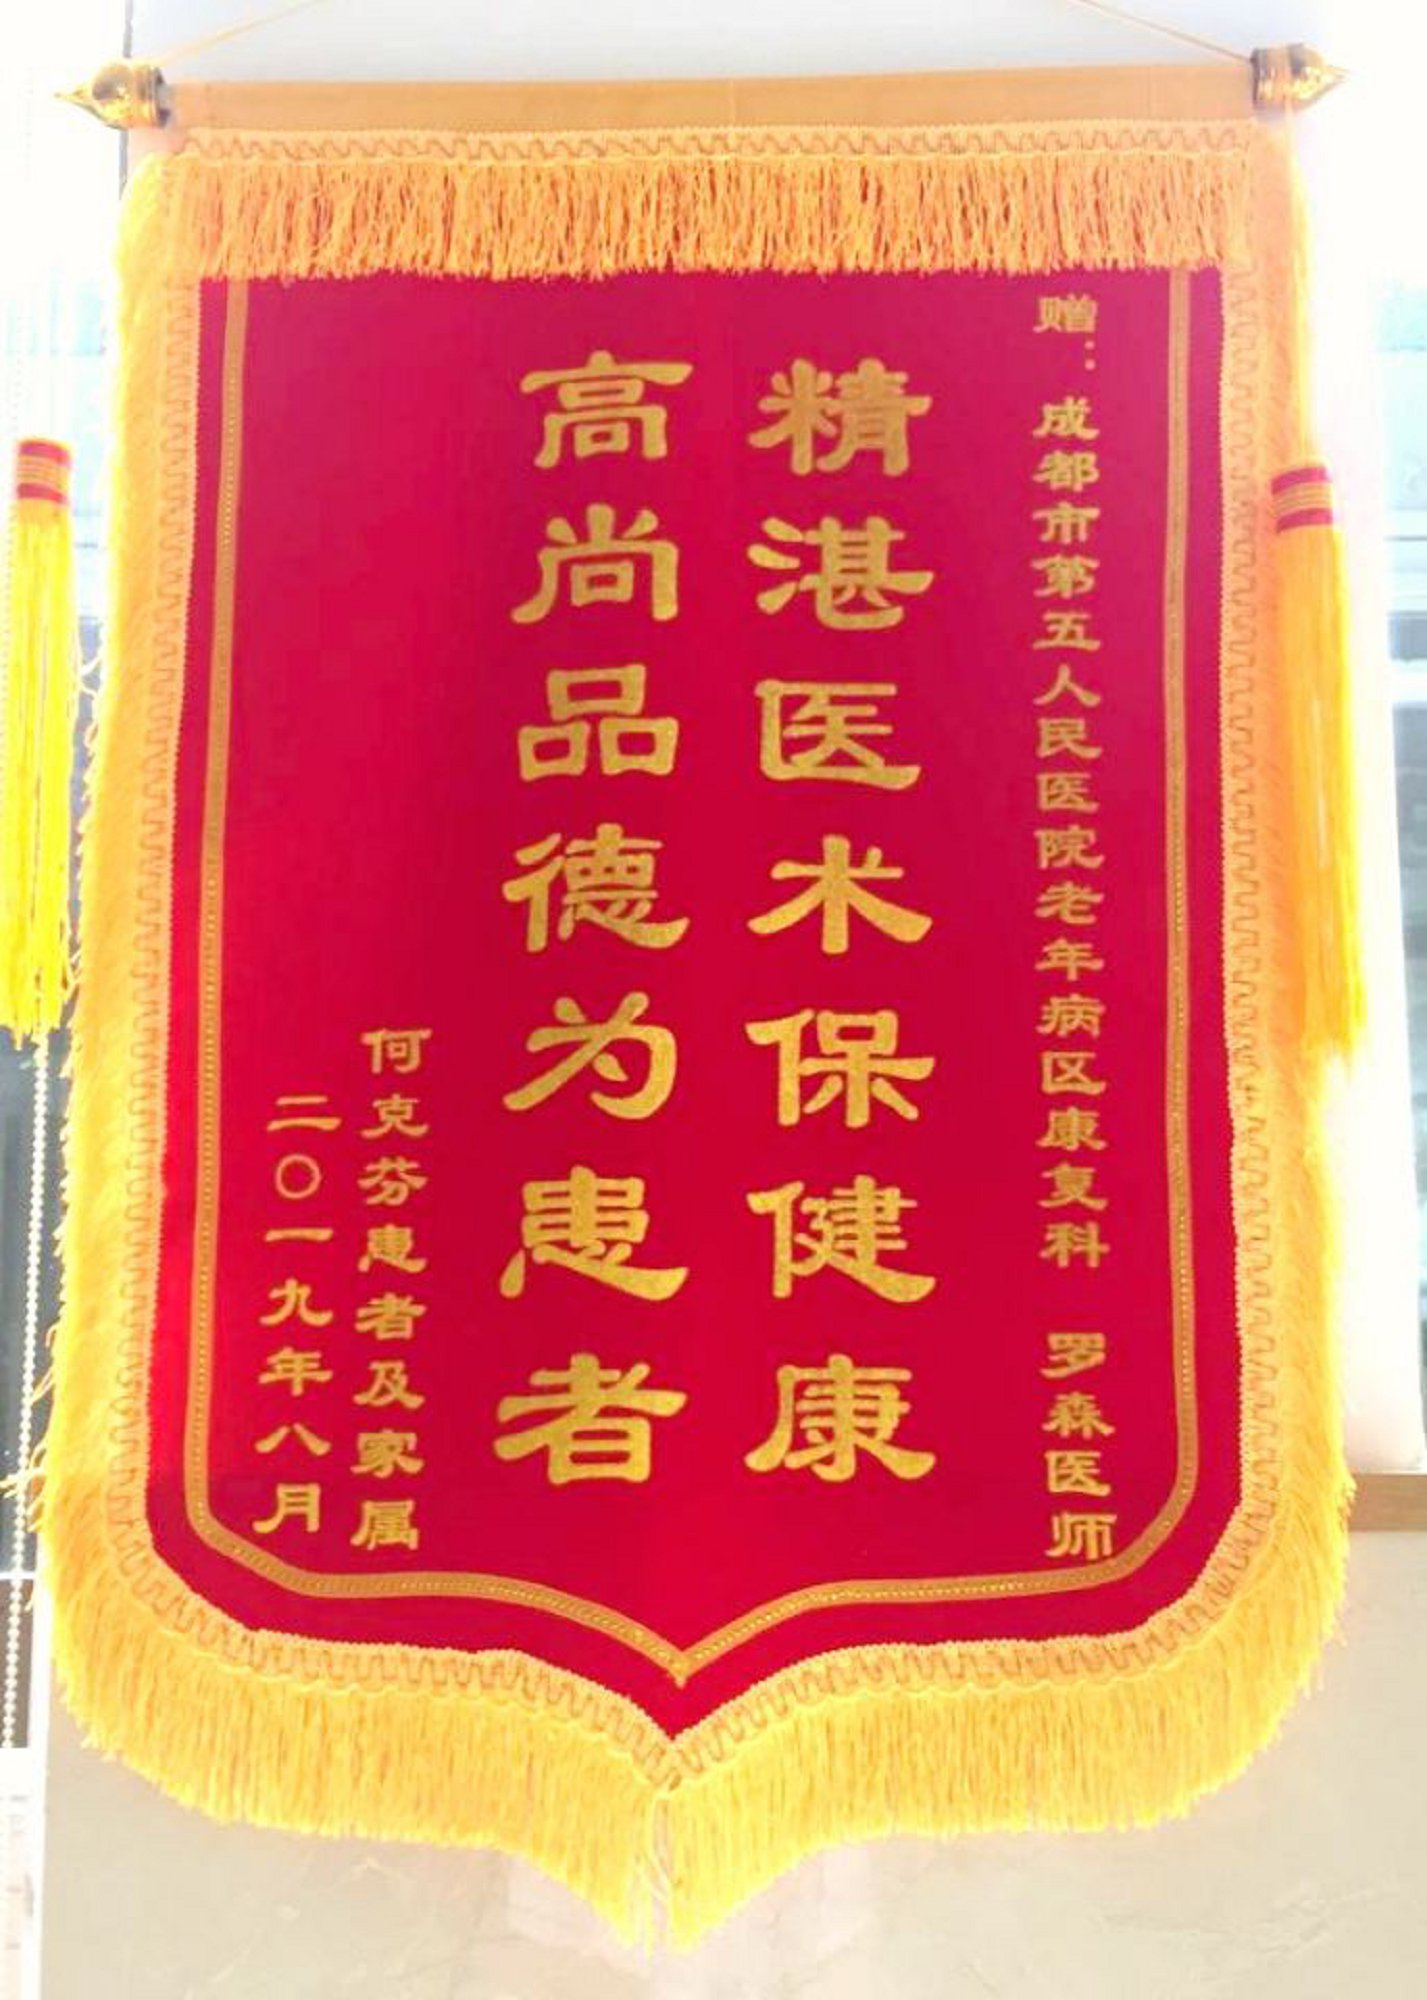 赠：成都市第五人民医院老年病区康复科 罗森医师
精湛医术保健康
高尚品德为患者
何克芬患者及家属
二〇一九年八月